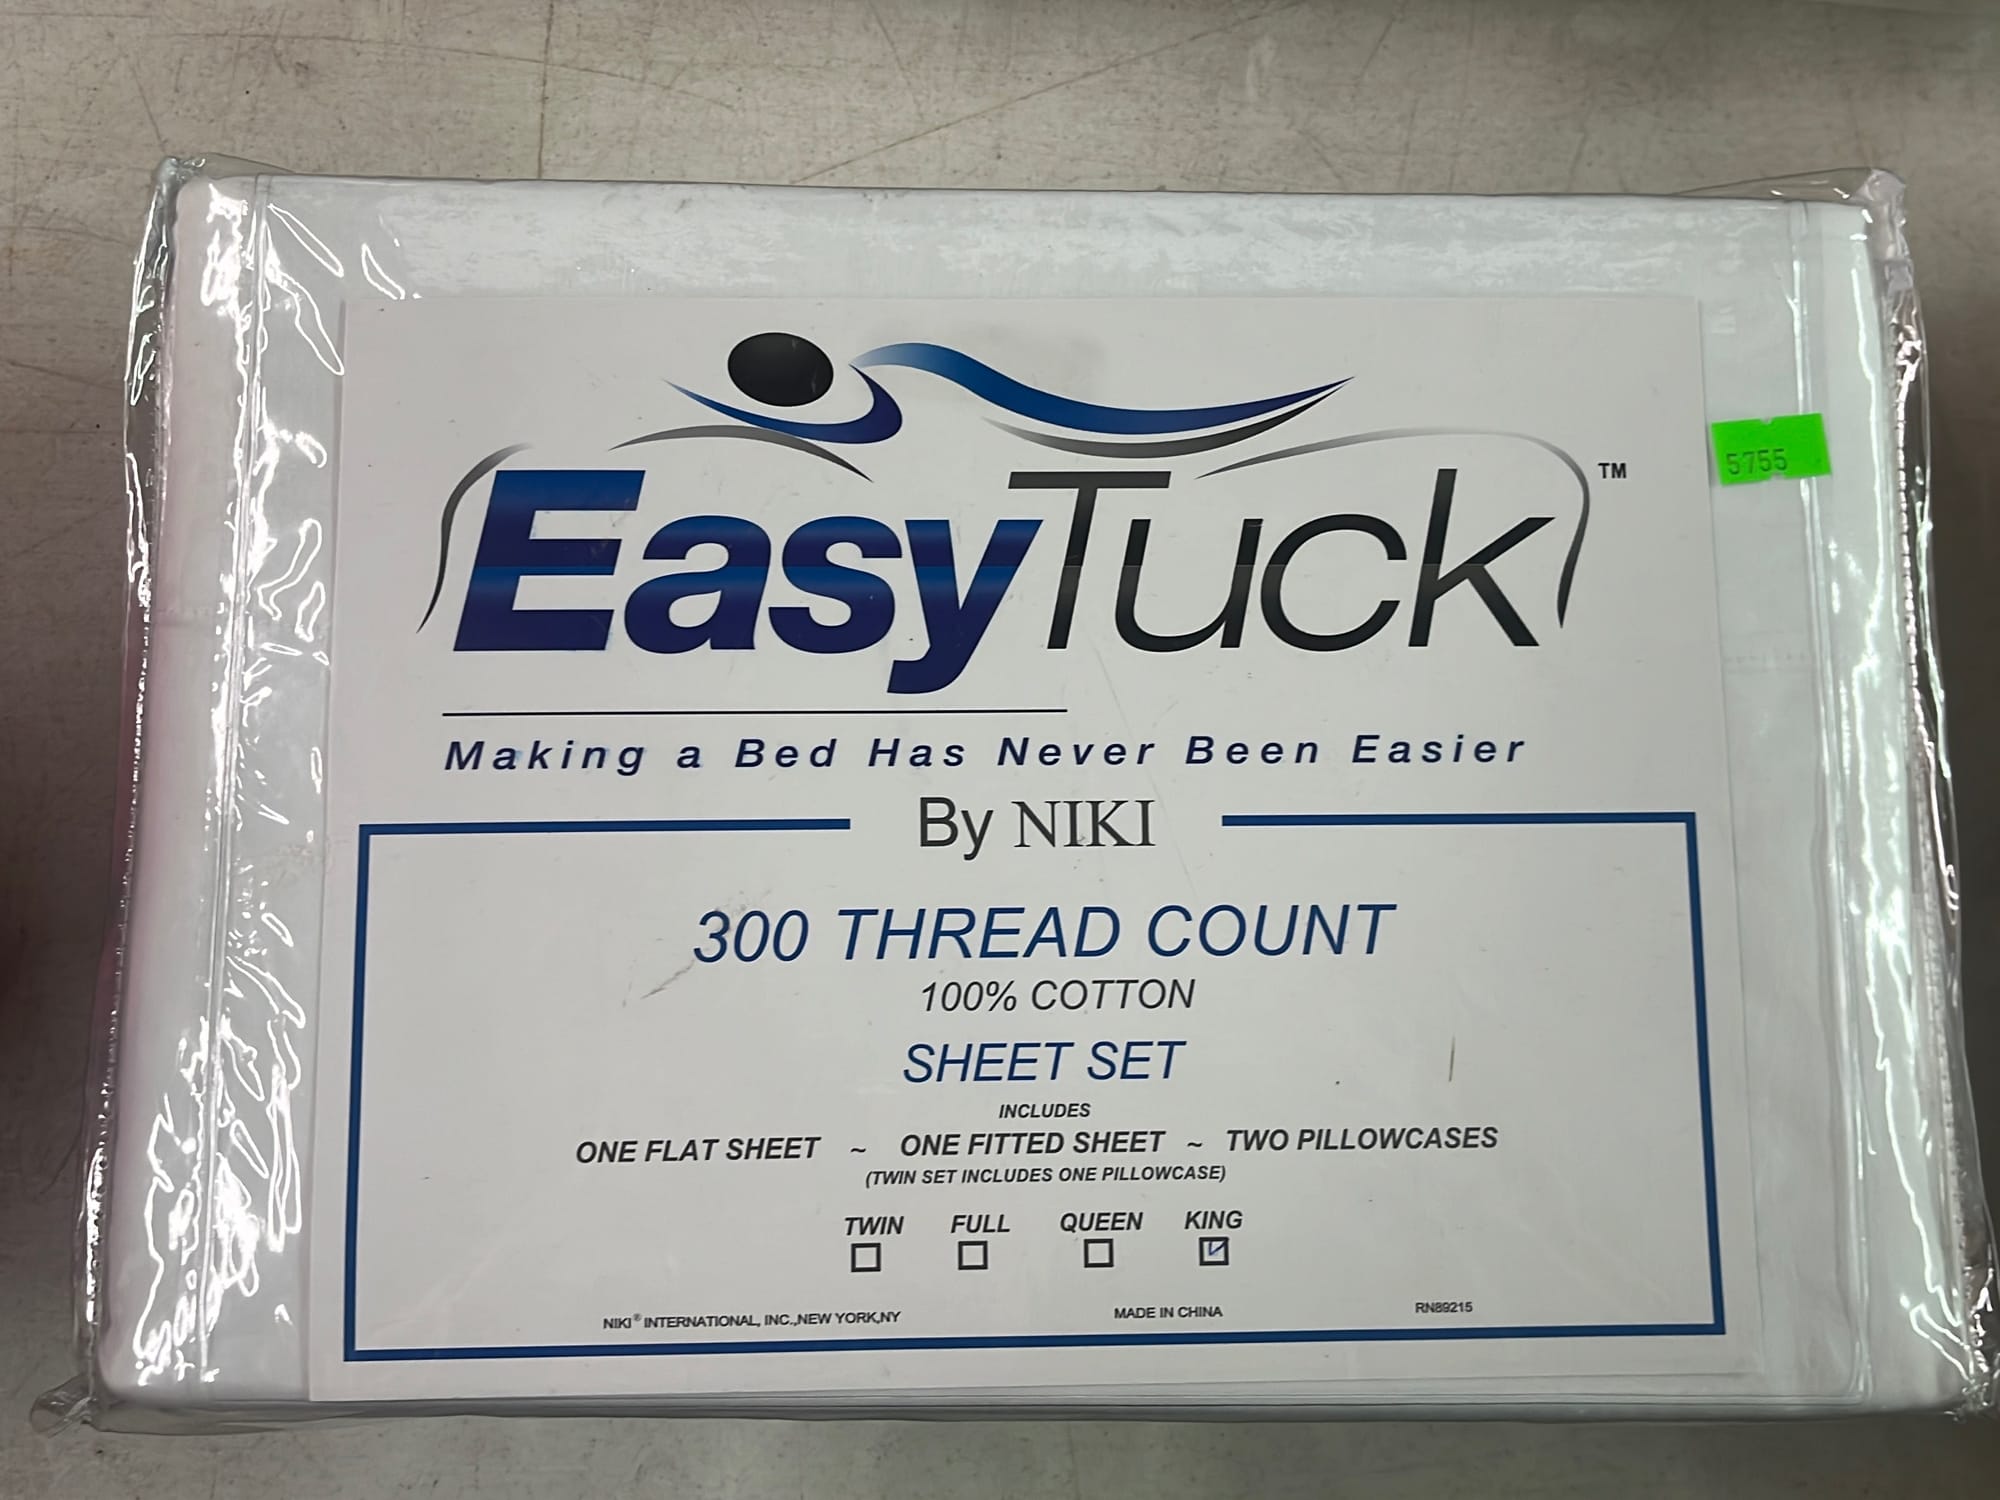 EasyTuck™
5755
Making a Bed Has Never Been Easier
By NIKI
300 THREAD COUNT
100% COTTON
SHEET SET
INCLUDES
ONE FLAT SHEET ~ ONE FITTED SHEET ~ TWO PILLOWCASES
(TWIN SET INCLUDES ONE PILLOWCASE)
TWIN FULL QUEEN KING
☐ ☐ ☐ ☑
NIKI® INTERNATIONAL, INC.,NEW YORK,NY MADE IN CHINA RN89215